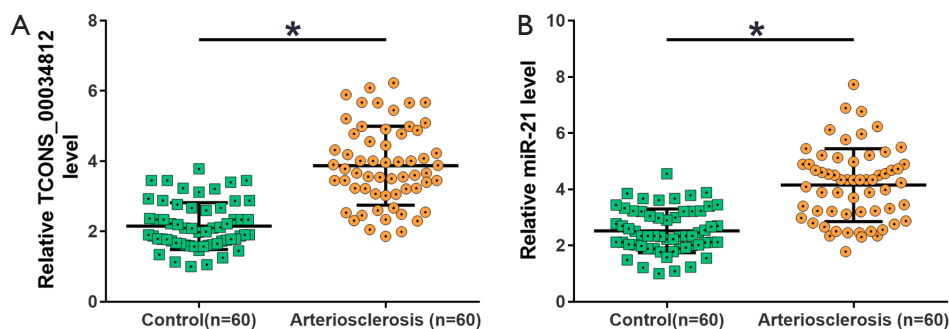 A
Relative TCONS_00034812
level
8
6
4
2
0
*
Control(n=60)
Arteriosclerosis (n=60)
B
Relative miR-21 level
10
8
6
4
2
0
*
Control(n=60)
Arteriosclerosis (n=60)